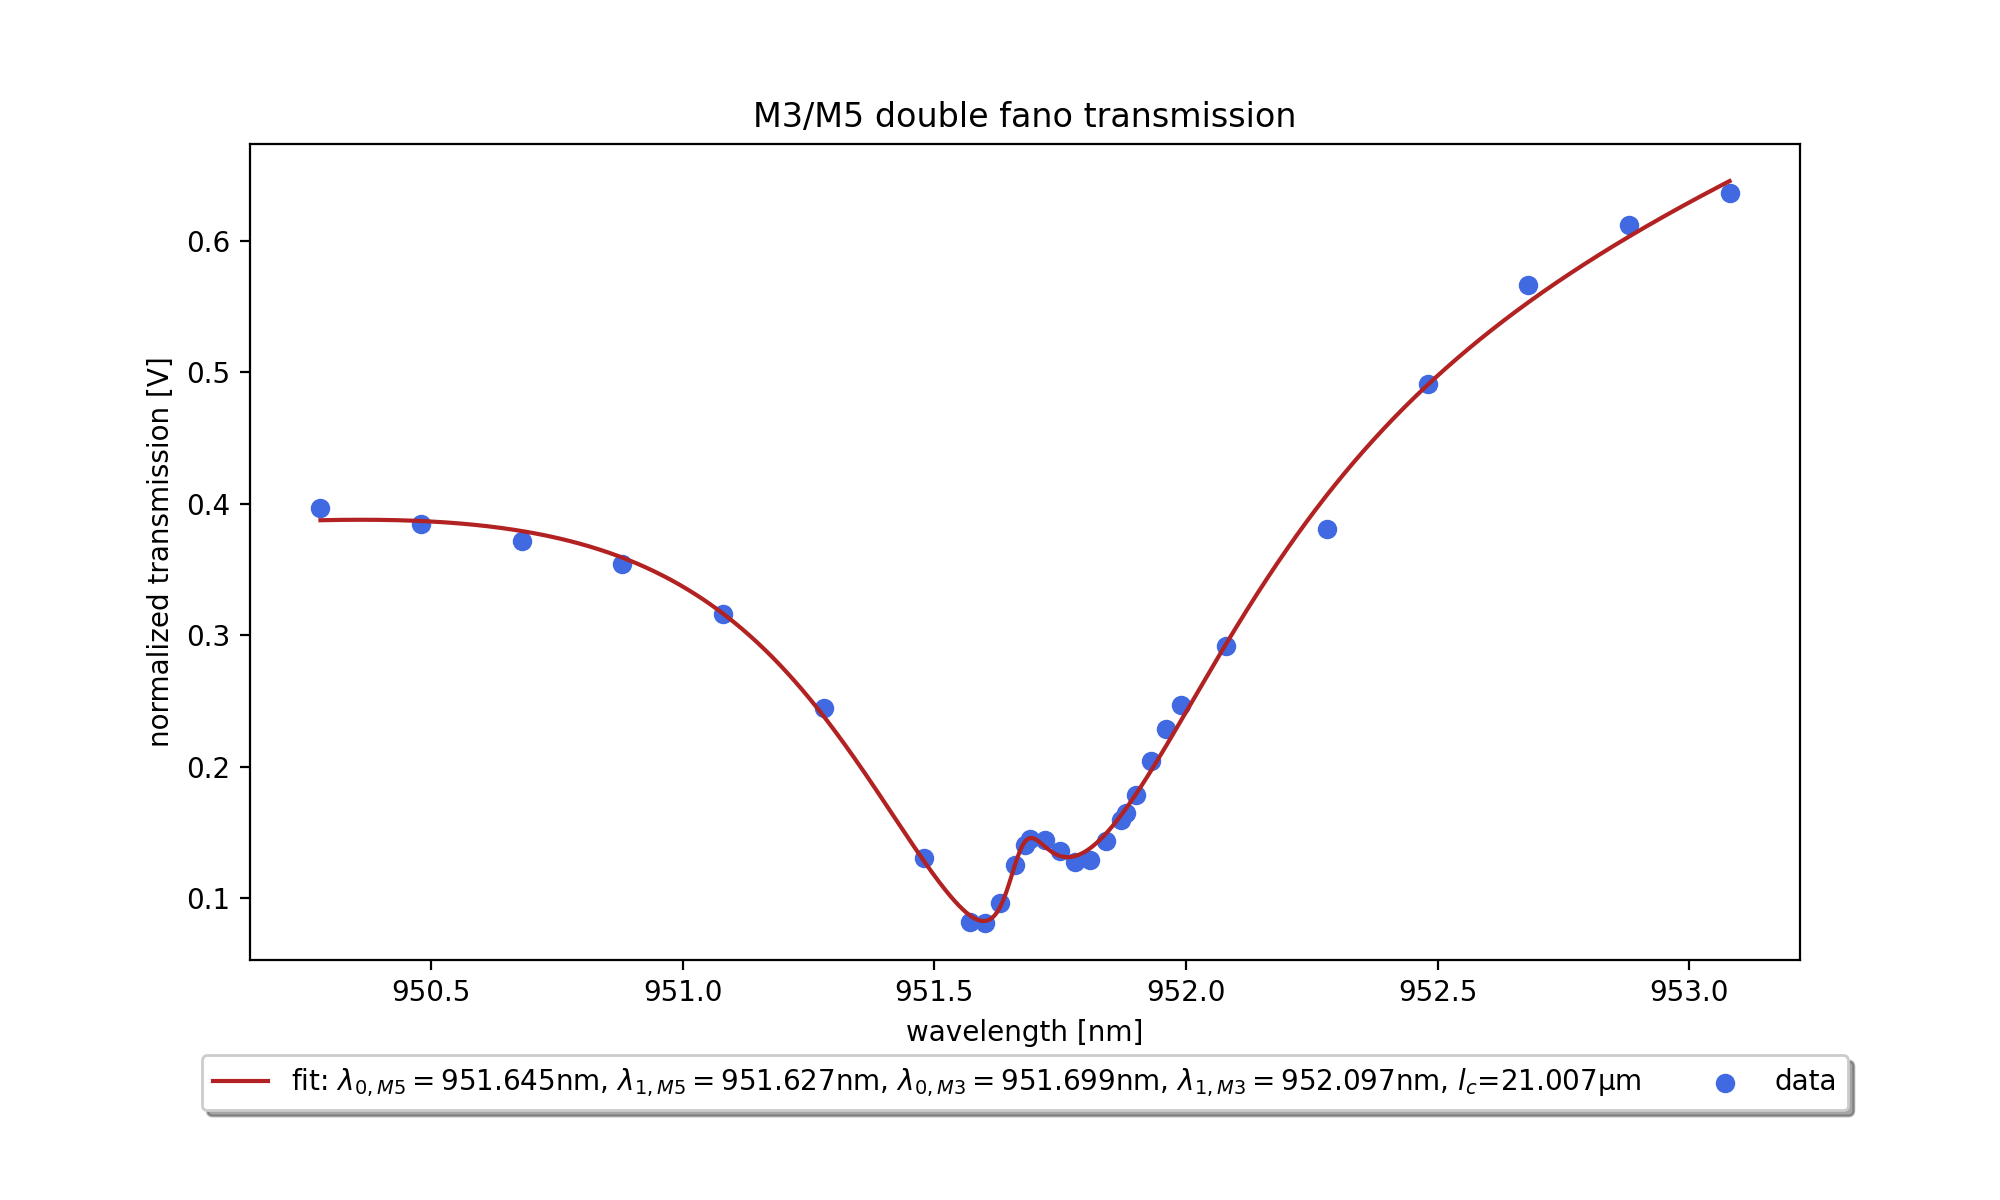 M3/M5 double fano transmission
normalized transmission [V]
0.6
0.5
0.4
0.3
0.2
0.1
950.5 951.0 951.5 952.0 952.5 953.0
wavelength [nm]
fit: λ₀,M5 = 951.645nm, λ₁,M5 = 951.627nm, λ₀,M3 = 951.699nm, λ₁,M3 = 952.097nm, l_c=21.007µm data